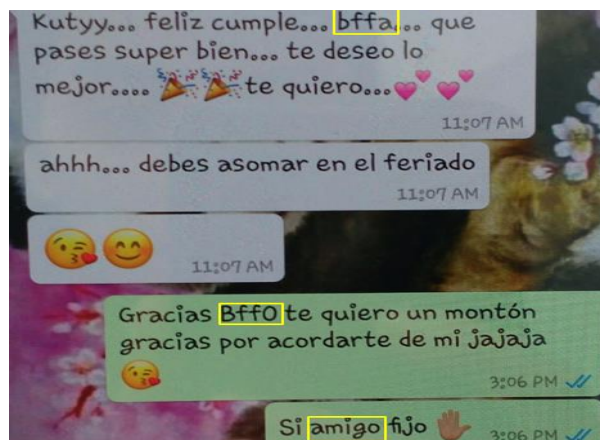 Kutyy... feliz cumple... bffa... que
pases super bien... te deseo lo
mejor.... 🎉🎉te quiero...💕💕
11:07 AM
ahhh... debes asomar en el feriado
11:07 AM
😘😊
11:07 AM
Gracias BffO te quiero un montón
gracias por acordarte de mi jajaja
😘
3:06 PM
Si amigo fijo ✋
3:06 PM